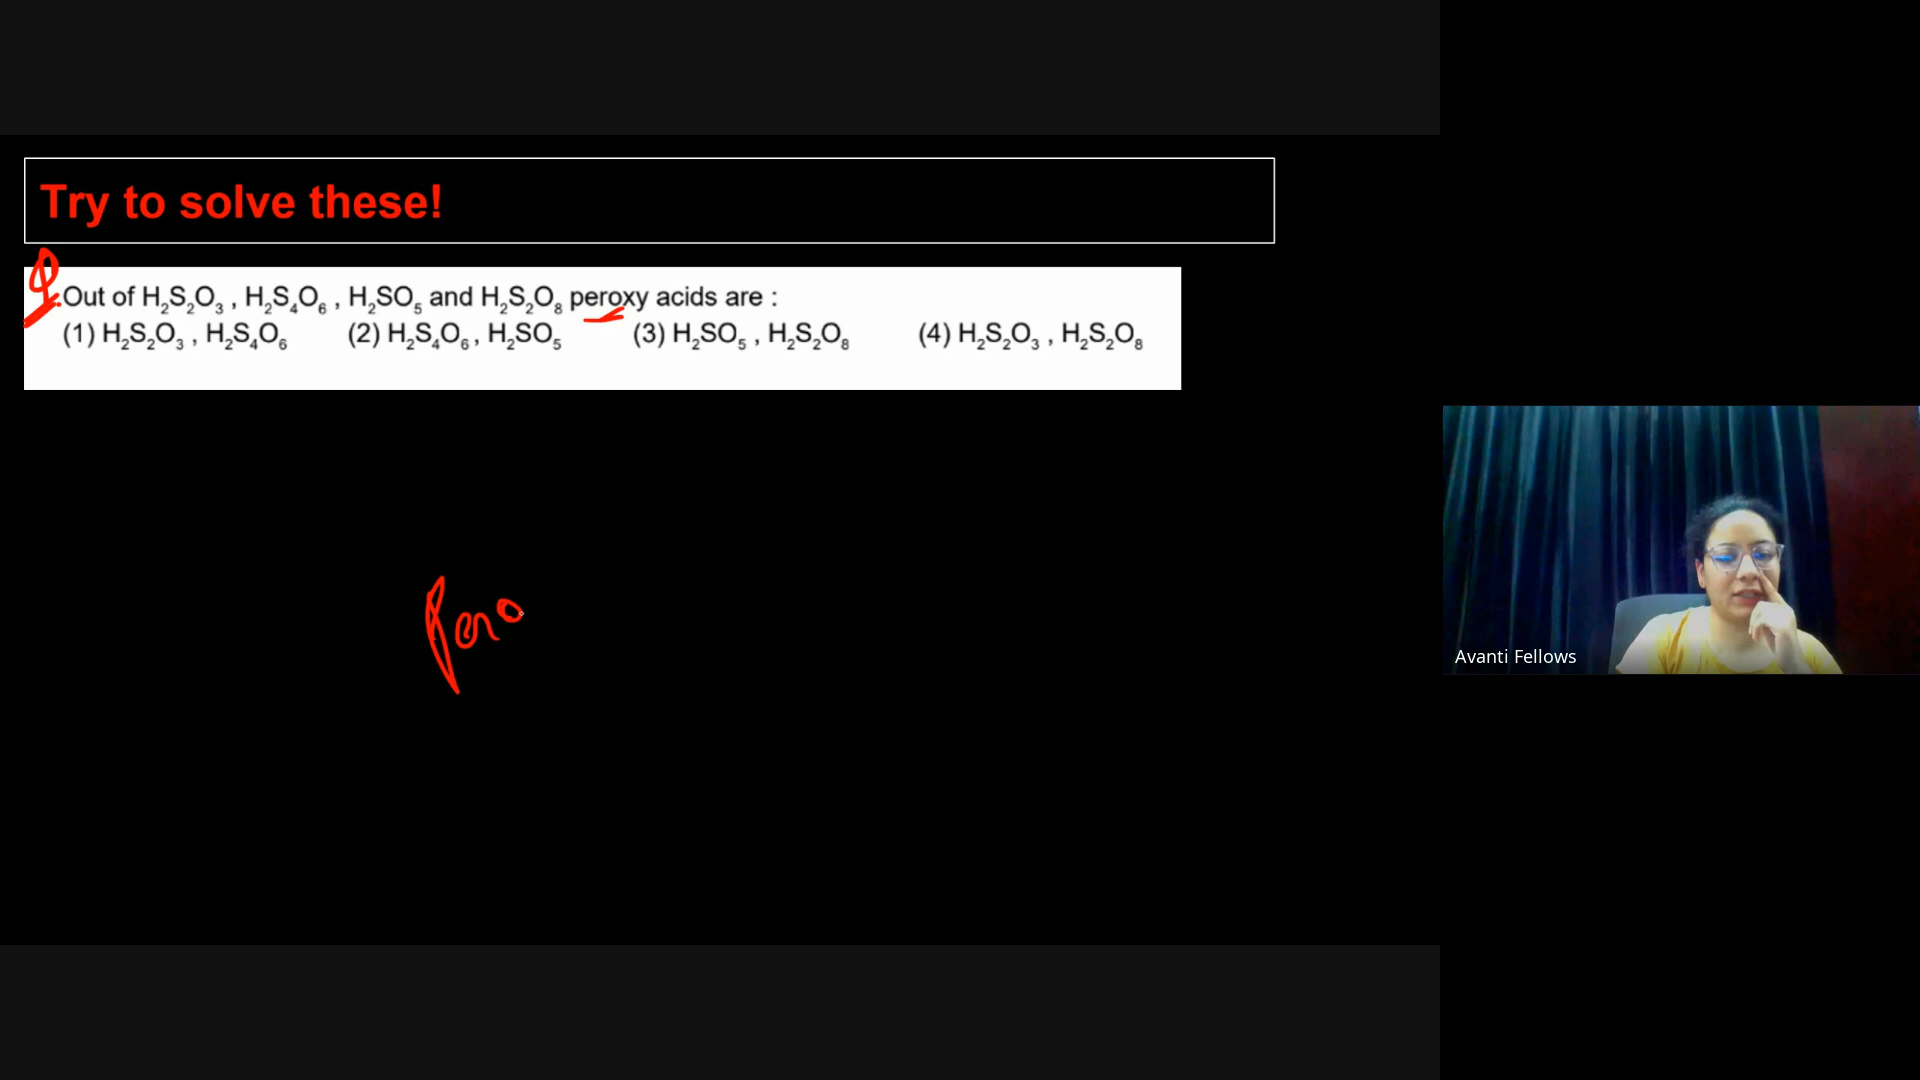 Try to solve these!
Q.Out of H₂S₂O₃ , H₂S₄O₆ , H₂SO₅ and H₂S₂O₈ peroxy acids are :
(1) H₂S₂O₃ , H₂S₄O₆ (2) H₂S₄O₆ , H₂SO₅ (3) H₂SO₅ , H₂S₂O₈ (4) H₂S₂O₃ , H₂S₂O₈
Pero
Avanti Fellows